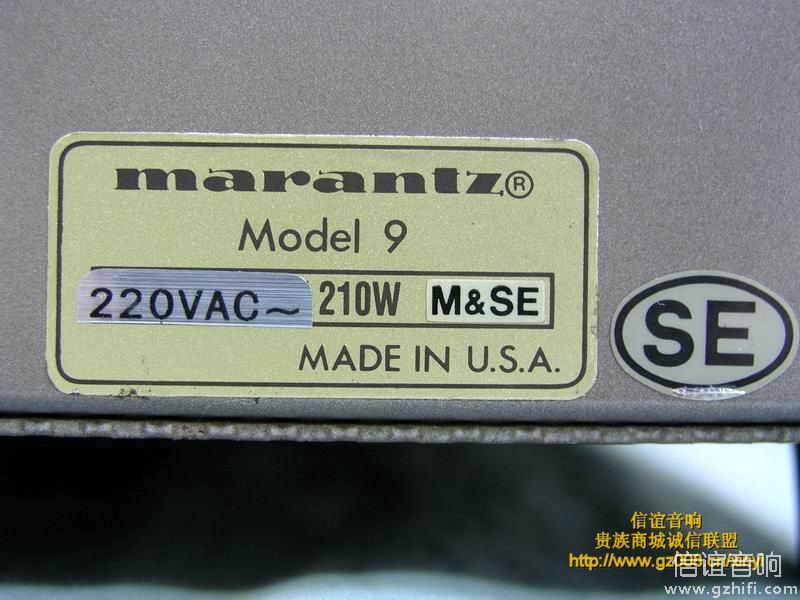 marantz®
Model 9
220VAC~ 210W M&SE
MADE IN U.S.A.
SE
信谊音响
贵族商城诚信联盟
信谊音响
www.gzhifi.com